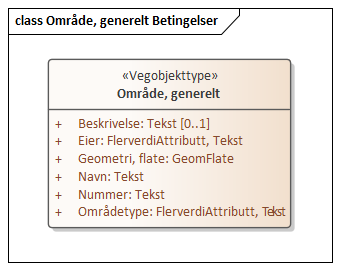 class Område, generelt Betingelser
«Vegobjekttype»
Område, generelt
+ Beskrivelse: Tekst [0..1]
+ Eier: FlerverdiAttributt, Tekst
+ Geometri, flate: GeomFlate
+ Navn: Tekst
+ Nummer: Tekst
+ Områdetype: FlerverdiAttributt, Tekst